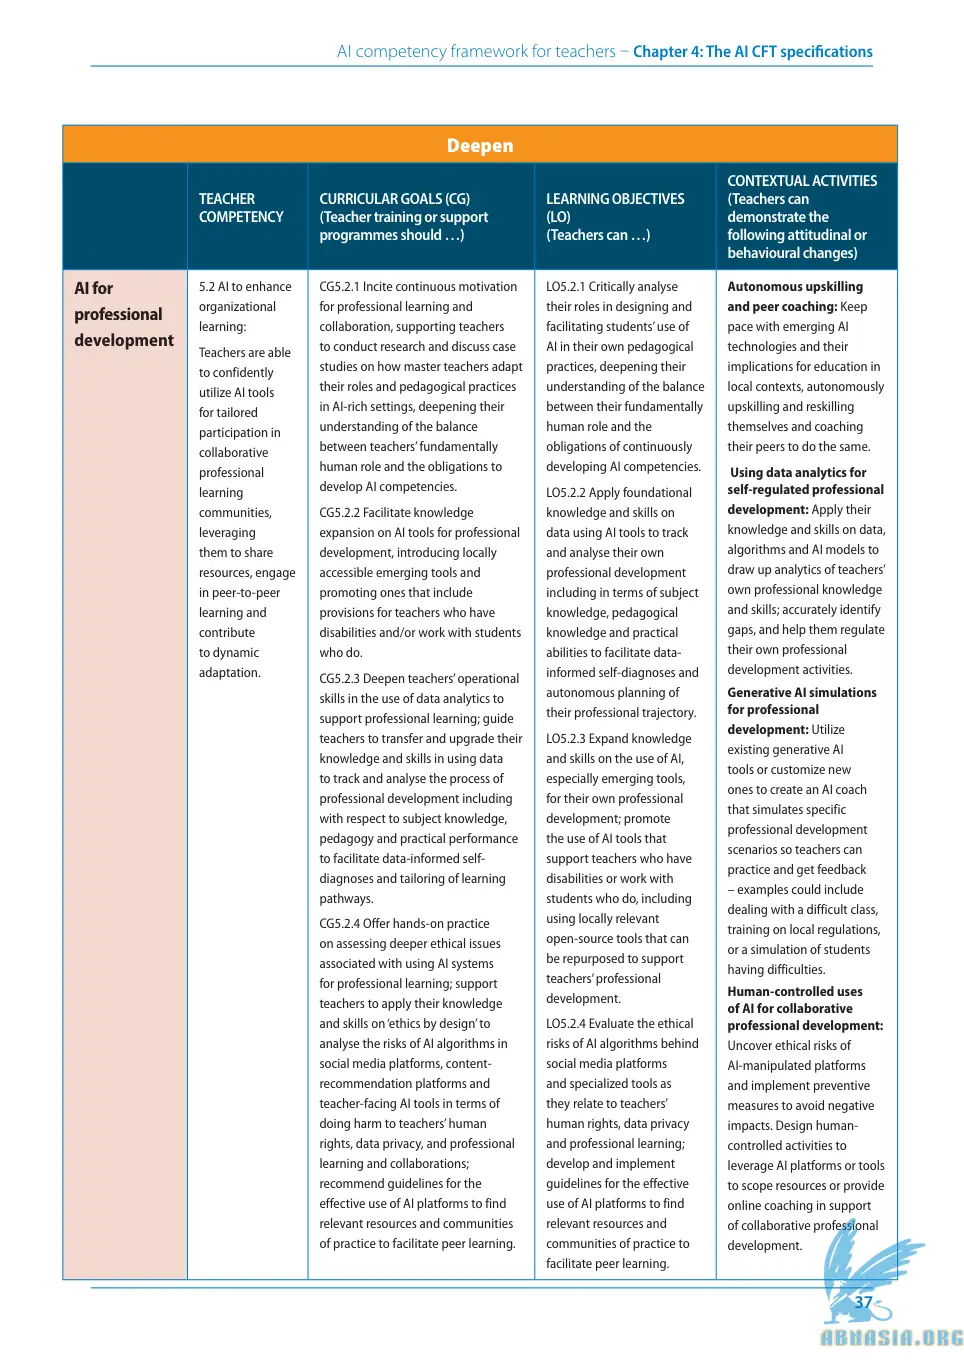 AI competency framework for teachers – Chapter 4: The AI CFT specifications
Deepen
TEACHER
COMPETENCY
CURRICULAR GOALS (CG)
(Teacher training or support
programmes should …)
LEARNING OBJECTIVES
(LO)
(Teachers can …)
CONTEXTUAL ACTIVITIES
(Teachers can
demonstrate the
following attitudinal or
behavioural changes)
AI for
professional
development
5.2 AI to enhance
organizational
learning:
Teachers are able
to confidently
utilize AI tools
for tailored
participation in
collaborative
professional
learning
communities,
leveraging
them to share
resources, engage
in peer-to-peer
learning and
contribute
to dynamic
adaptation.
CG5.2.1 Incite continuous motivation
for professional learning and
collaboration, supporting teachers
to conduct research and discuss case
studies on how master teachers adapt
their roles and pedagogical practices
in AI-rich settings, deepening their
understanding of the balance
between teachers' fundamentally
human role and the obligations to
develop AI competencies.
CG5.2.2 Facilitate knowledge
expansion on AI tools for professional
development, introducing locally
accessible emerging tools and
promoting ones that include
provisions for teachers who have
disabilities and/or work with students
who do.
CG5.2.3 Deepen teachers' operational
skills in the use of data analytics to
support professional learning; guide
teachers to transfer and upgrade their
knowledge and skills in using data
to track and analyse the process of
professional development including
with respect to subject knowledge,
pedagogy and practical performance
to facilitate data-informed self-
diagnoses and tailoring of learning
pathways.
CG5.2.4 Offer hands-on practice
on assessing deeper ethical issues
associated with using AI systems
for professional learning; support
teachers to apply their knowledge
and skills on 'ethics by design' to
analyse the risks of AI algorithms in
social media platforms, content-
recommendation platforms and
teacher-facing AI tools in terms of
doing harm to teachers' human
rights, data privacy, and professional
learning and collaborations;
recommend guidelines for the
effective use of AI platforms to find
relevant resources and communities
of practice to facilitate peer learning.
LO5.2.1 Critically analyse
their roles in designing and
facilitating students' use of
AI in their own pedagogical
practices, deepening their
understanding of the balance
between their fundamentally
human role and the
obligations of continuously
developing AI competencies.
LO5.2.2 Apply foundational
knowledge and skills on
data using AI tools to track
and analyse their own
professional development
including in terms of subject
knowledge, pedagogical
knowledge and practical
abilities to facilitate data-
informed self-diagnoses and
autonomous planning of
their professional trajectory.
LO5.2.3 Expand knowledge
and skills on the use of AI,
especially emerging tools,
for their own professional
development; promote
the use of AI tools that
support teachers who have
disabilities or work with
students who do, including
using locally relevant
open-source tools that can
be repurposed to support
teachers' professional
development.
LO5.2.4 Evaluate the ethical
risks of AI algorithms behind
social media platforms
and specialized tools as
they relate to teachers'
human rights, data privacy
and professional learning;
develop and implement
guidelines for the effective
use of AI platforms to find
relevant resources and
communities of practice to
facilitate peer learning.
Autonomous upskilling
and peer coaching: Keep
pace with emerging AI
technologies and their
implications for education in
local contexts, autonomously
upskilling and reskilling
themselves and coaching
their peers to do the same.
Using data analytics for
self-regulated professional
development: Apply their
knowledge and skills on data,
algorithms and AI models to
draw up analytics of teachers'
own professional knowledge
and skills; accurately identify
gaps, and help them regulate
their own professional
development activities.
Generative AI simulations
for professional
development: Utilize
existing generative AI
tools or customize new
ones to create an AI coach
that simulates specific
professional development
scenarios so teachers can
practice and get feedback
– examples could include
dealing with a difficult class,
training on local regulations,
or a simulation of students
having difficulties.
Human-controlled uses
of AI for collaborative
professional development:
Uncover ethical risks of
AI-manipulated platforms
and implement preventive
measures to avoid negative
impacts. Design human-
controlled activities to
leverage AI platforms or tools
to scope resources or provide
online coaching in support
of collaborative professional
development.
37
ABNASIA.ORG